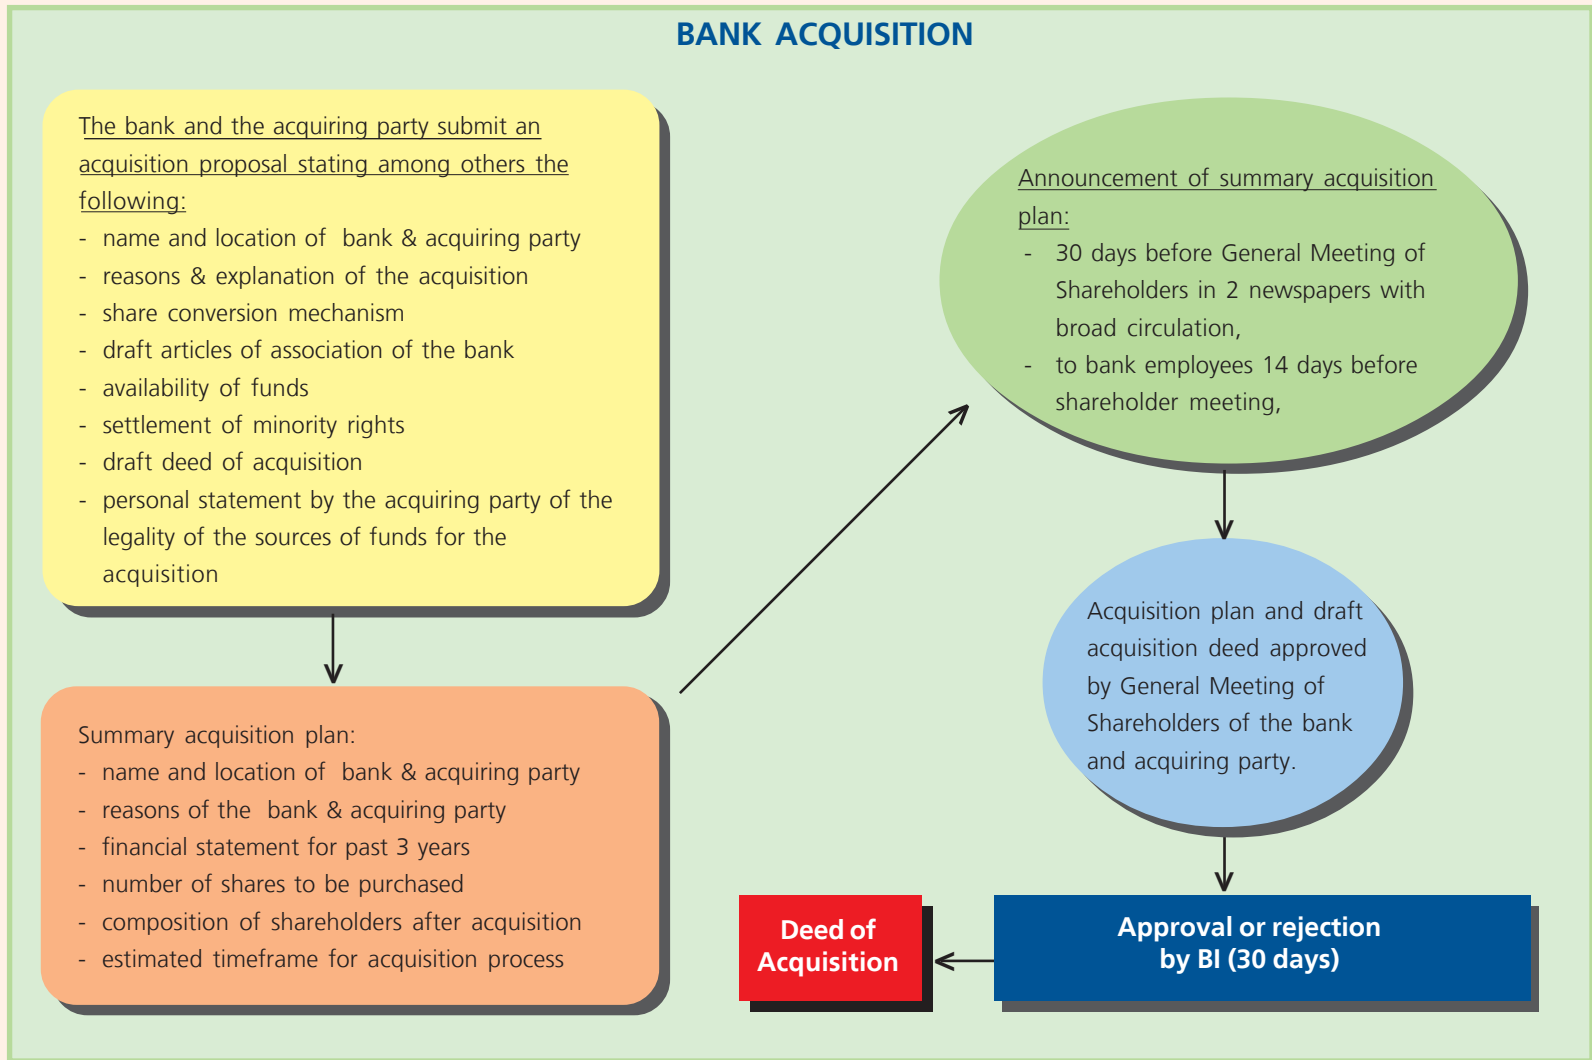 BANK ACQUISITION
The bank and the acquiring party submit an
acquisition proposal stating among others the
following:
- name and location of bank & acquiring party
- reasons & explanation of the acquisition
- share conversion mechanism
- draft articles of association of the bank
- availability of funds
- settlement of minority rights
- draft deed of acquisition
- personal statement by the acquiring party of the
legality of the sources of funds for the
acquisition
Summary acquisition plan:
- name and location of bank & acquiring party
- reasons of the bank & acquiring party
- financial statement for past 3 years
- number of shares to be purchased
- composition of shareholders after acquisition
- estimated timeframe for acquisition process
Announcement of summary acquisition
plan:
- 30 days before General Meeting of
Shareholders in 2 newspapers with
broad circulation,
- to bank employees 14 days before
shareholder meeting,
Acquisition plan and draft
acquisition deed approved
by General Meeting of
Shareholders of the bank
and acquiring party.
Approval or rejection
by BI (30 days)
Deed of
Acquisition